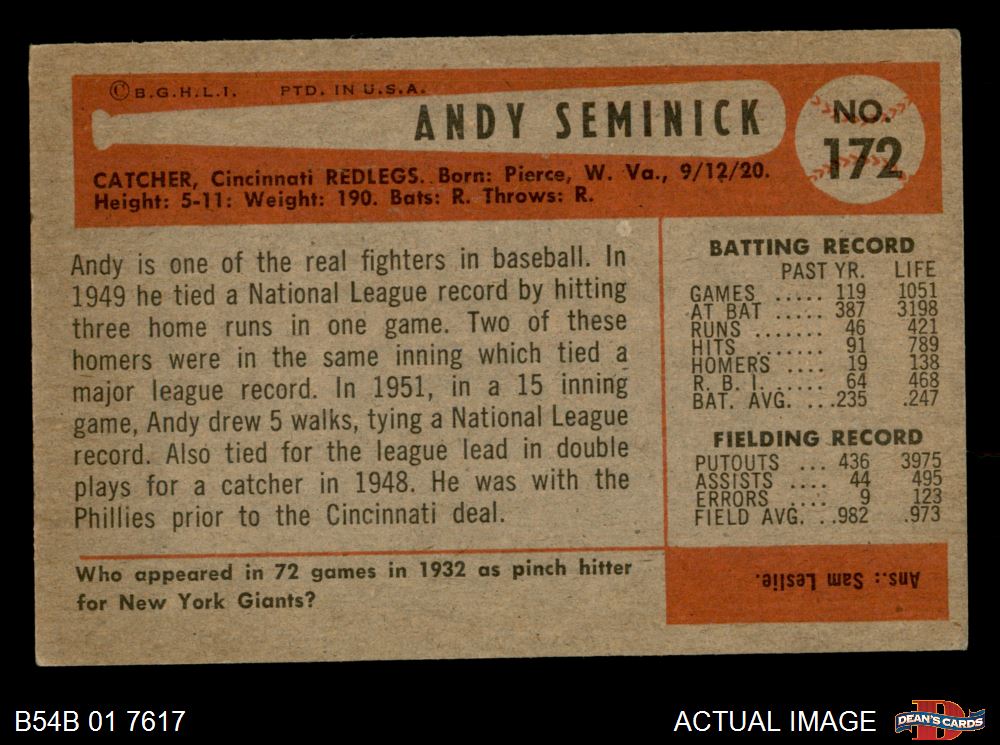 ©B.G.H.L.I. PTD. IN U.S.A.
ANDY SEMINICK
NO.
172
CATCHER, Cincinnati REDLEGS. Born: Pierce, W. Va., 9/12/20.
Height: 5-11: Weight: 190. Bats: R. Throws: R.
Andy is one of the real fighters in baseball. In
1949 he tied a National League record by hitting
three home runs in one game. Two of these
homers were in the same inning which tied a
major league record. In 1951, in a 15 inning
game, Andy drew 5 walks, tying a National League
record. Also tied for the league lead in double
plays for a catcher in 1948. He was with the
Phillies prior to the Cincinnati deal.
BATTING RECORD
PAST YR. LIFE
GAMES ..... 119 1051
AT BAT ..... 387 3198
RUNS ....... 46 421
HITS ....... 91 789
HOMERS .... 19 138
R. B. I. ..... 64 468
BAT. AVG. ...235 .247
FIELDING RECORD
PUTOUTS ... 436 3975
ASSISTS .... 44 495
ERRORS .... 9 123
FIELD AVG. ..982 .973
Who appeared in 72 games in 1932 as pinch hitter
for New York Giants?
Ans.: Sam Leslie.
B54B 01 7617
ACTUAL IMAGE
D
DEAN'S CARDS